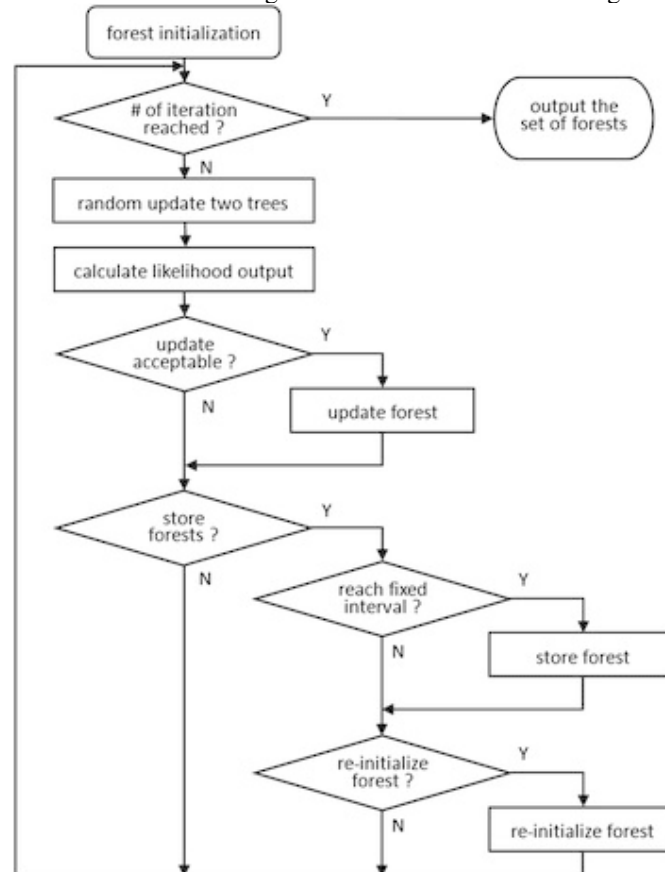 forest initialization
# of iteration
reached ?
Y
output the
set of forests
N
random update two trees
calculate likelihood output
update
acceptable ?
Y
N
update forest
store
forests ?
Y
N
reach fixed
interval ?
Y
N
store forest
re-initialize
forest ?
Y
N
re-initialize forest